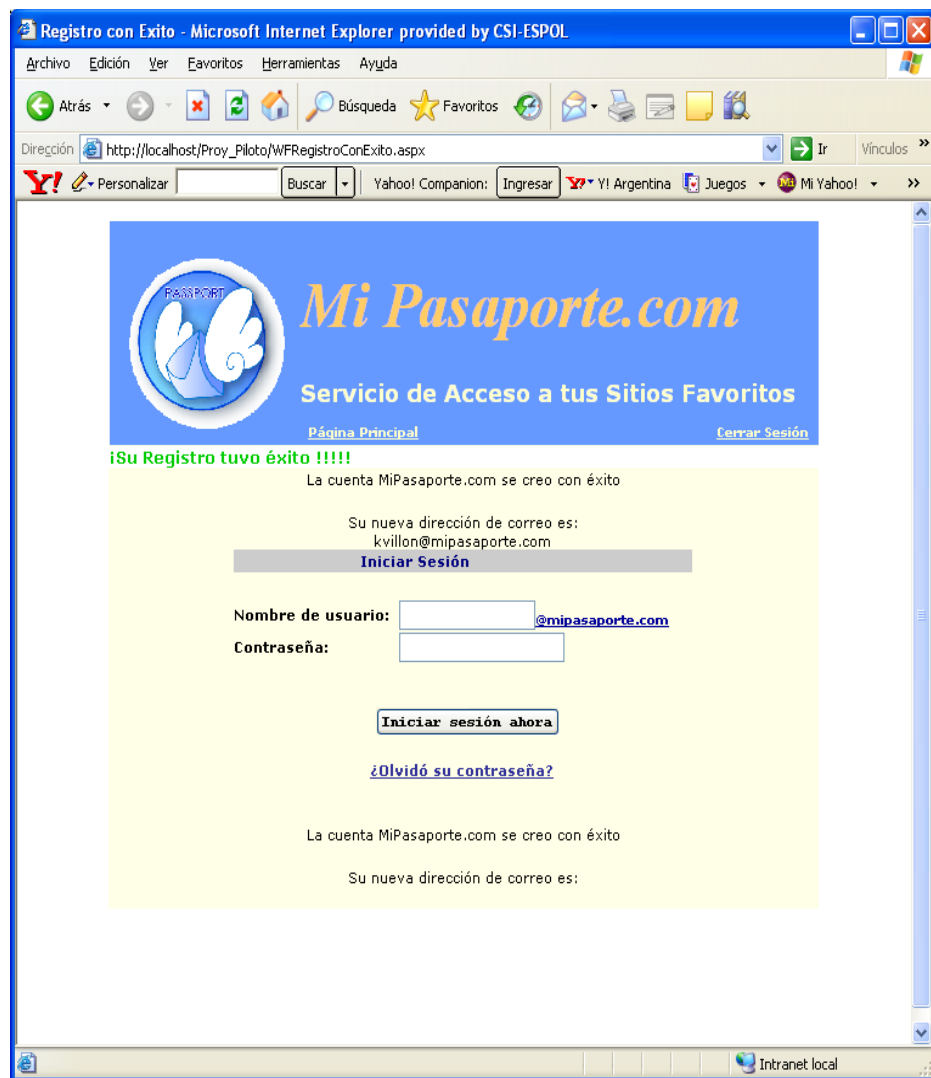 Registro con Exito - Microsoft Internet Explorer provided by CSI-ESPOL
Archivo Edición Ver Favoritos Herramientas Ayuda
Atrás Búsqueda Favoritos
Dirección http://localhost/Proy_Piloto/WFRegistroConExito.aspx Ir Vínculos »
Y! Personalizar Buscar Yahoo! Companion: Ingresar Y! Y! Argentina Juegos Mi Yahoo! »
PASSPORT
Mi Pasaporte.com
Servicio de Acceso a tus Sitios Favoritos
Página Principal Cerrar Sesión
¡Su Registro tuvo éxito !!!!!
La cuenta MiPasaporte.com se creo con éxito
Su nueva dirección de correo es:
kvillon@mipasaporte.com
Iniciar Sesión
Nombre de usuario: @mipasaporte.com
Contraseña:
Iniciar sesión ahora
¿Olvidó su contraseña?
La cuenta MiPasaporte.com se creo con éxito
Su nueva dirección de correo es:
Intranet local